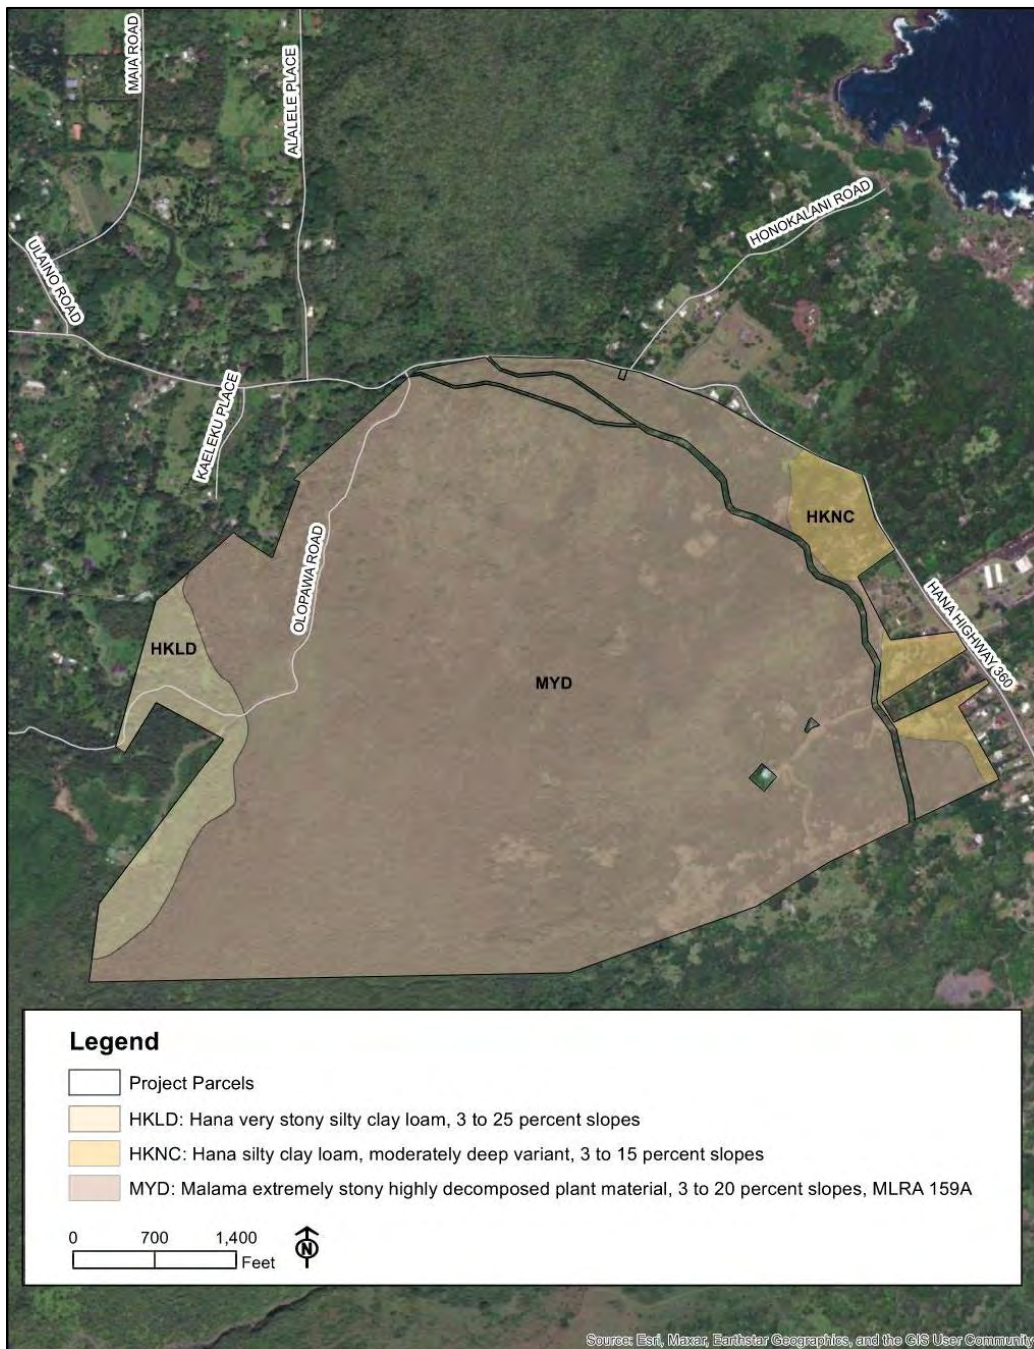 MAIA ROAD
ALALELE PLACE
HONOKALANI ROAD
ULAINO ROAD
KAELEKU PLACE
OLOPAWA ROAD
HKNC
HANA HIGHWAY 360
HKLD
MYD
Legend
Project Parcels
HKLD: Hana very stony silty clay loam, 3 to 25 percent slopes
HKNC: Hana silty clay loam, moderately deep variant, 3 to 15 percent slopes
MYD: Malama extremely stony highly decomposed plant material, 3 to 20 percent slopes, MLRA 159A
0 700 1,400
Feet
N
Source: Esri, Maxar, Earthstar Geographics, and the GIS User Community